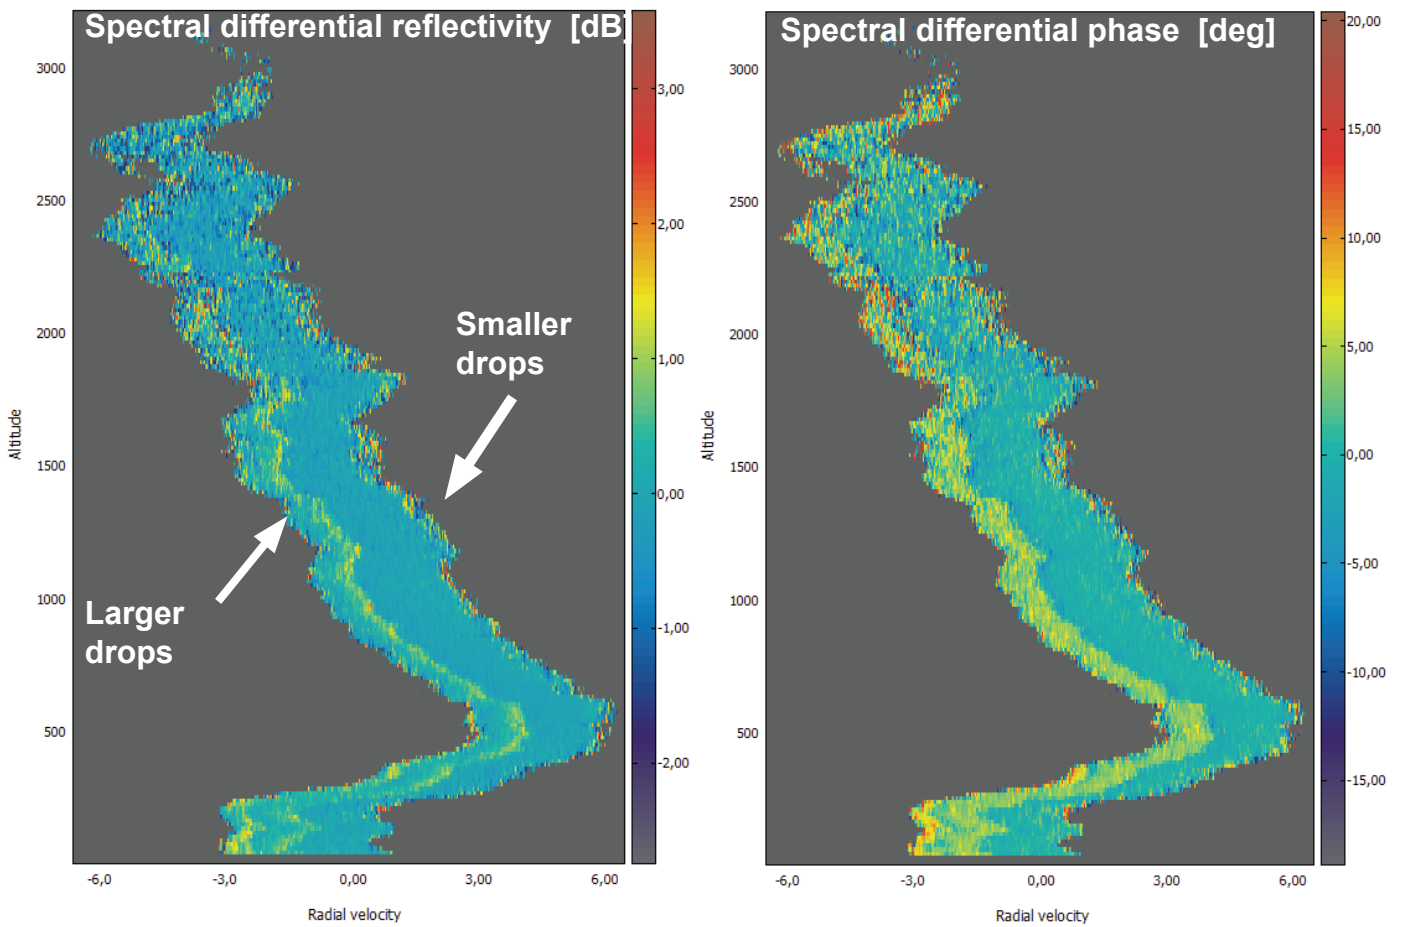 Spectral differential reflectivity [dB]
3000
2500
2000
1500
1000
500
Altitude
Smaller
drops
Larger
drops
-6,0 -3,0 0,00 3,00 6,00
Radial velocity
3,00
2,00
1,00
0,00
-1,00
-2,00
Spectral differential phase [deg]
3000
2500
2000
1500
1000
500
Altitude
-6,0 -3,0 0,00 3,00 6,00
Radial velocity
20,00
15,00
10,00
5,00
0,00
-5,00
-10,00
-15,00